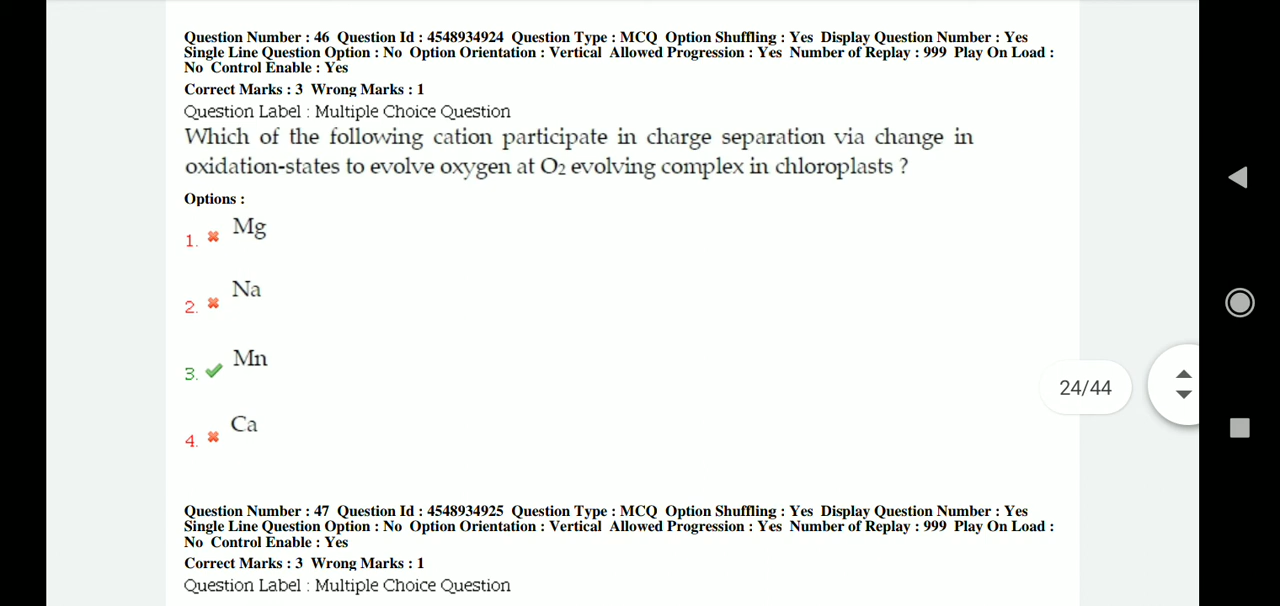 Question Number : 46 Question Id : 4548934924 Question Type : MCQ Option Shuffling : Yes Display Question Number : Yes
Single Line Question Option : No Option Orientation : Vertical Allowed Progression : Yes Number of Replay : 999 Play On Load :
No Control Enable : Yes
Correct Marks : 3 Wrong Marks : 1
Question Label : Multiple Choice Question
Which of the following cation participate in charge separation via change in
oxidation-states to evolve oxygen at O2 evolving complex in chloroplasts ?
Options :
1. Mg
2. Na
3. Mn
24/44
4. Ca
Question Number : 47 Question Id : 4548934925 Question Type : MCQ Option Shuffling : Yes Display Question Number : Yes
Single Line Question Option : No Option Orientation : Vertical Allowed Progression : Yes Number of Replay : 999 Play On Load :
No Control Enable : Yes
Correct Marks : 3 Wrong Marks : 1
Question Label : Multiple Choice Question